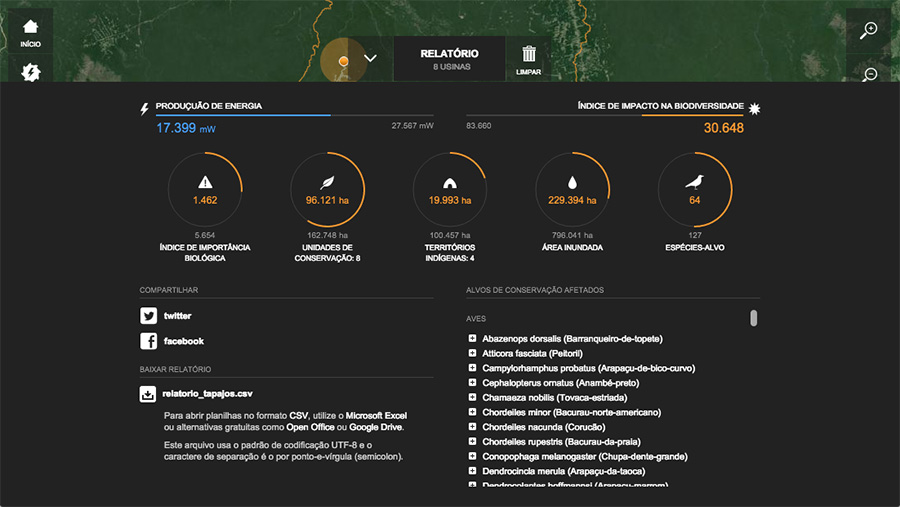 INÍCIO
RELATÓRIO
8 USINAS
LIMPAR
PRODUÇUÃO DE ENERGIA
17.399 mW
27.567 mW
ÍNDICE DE IMPACTO NA BIODIVERSIDADE
83.660
30.648
1.462
5.654
ÍNDICE DE IMPORTÂNCIA
BIOLÓGICA
96.121 ha
162.748 ha
UNIDADES DE
CONSERVAÇÃO: 8
19.993 ha
100.457 ha
TERRITÓRIOS
INDÍGENAS: 4
229.394 ha
796.041 ha
ÁREA INUNDADA
64
127
ESPÉCIES-ALVO
COMPARTILHAR
twitter
facebook
BAIXAR RELATÓRIO
relatorio_tapajos.csv
Para abrir planilhas no formato CSV, utilize o Microsoft Excel
ou alternativas gratuitas como Open Office ou Google Drive.
Este arquivo usa o padrão de codificação UTF-8 e o
caractere de separação é o por ponto-e-vírgula (semicolon).
ALVOS DE CONSERVAÇÃO AFETADOS
AVES
Abazenops dorsalis (Barranqueiro-de-topete)
Atticora fasciata (Peitoril)
Campylorhamphus probatus (Arapaçu-de-bico-curvo)
Cephalopterus ornatus (Anambé-preto)
Chamaeza nobilis (Tovaca-estriada)
Chordeiles minor (Bacurau-norte-americano)
Chordeiles nacunda (Corucão)
Chordeiles rupestris (Bacurau-da-praia)
Conopophaga melanogaster (Chupa-dente-grande)
Dendrocincla merula (Arapaçu-da-taoca)
Dendrocolaptes hoffmannsi (Arapaçu-marrom)